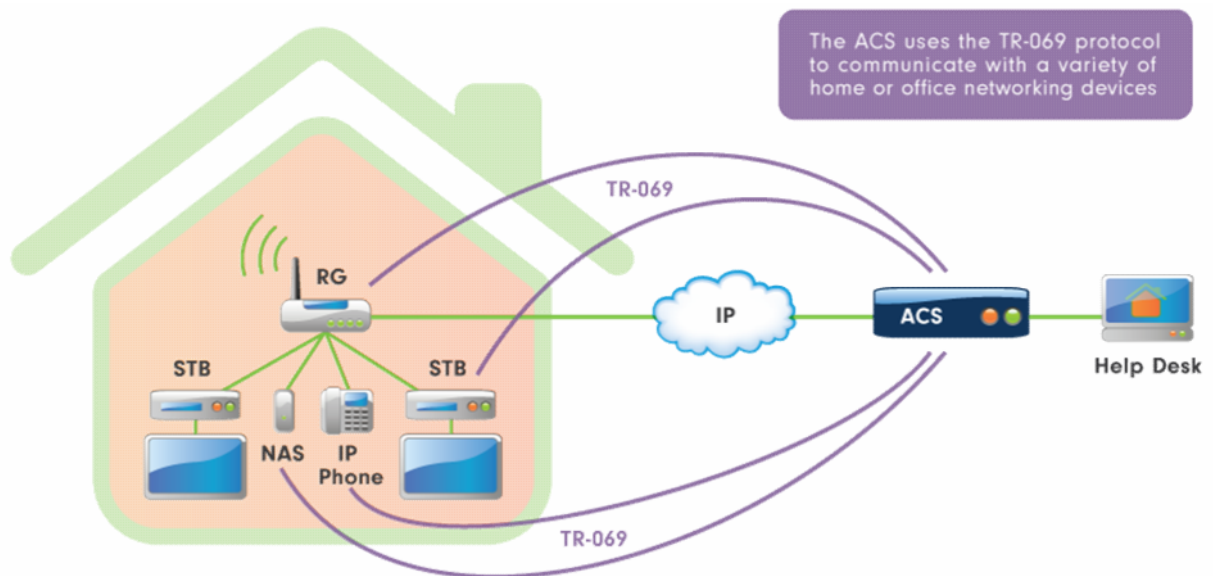 The ACS uses the TR-069 protocol
to communicate with a variety of
home or office networking devices
TR-069
RG
IP
ACS
STB
STB
Help Desk
NAS
IP
Phone
TR-069